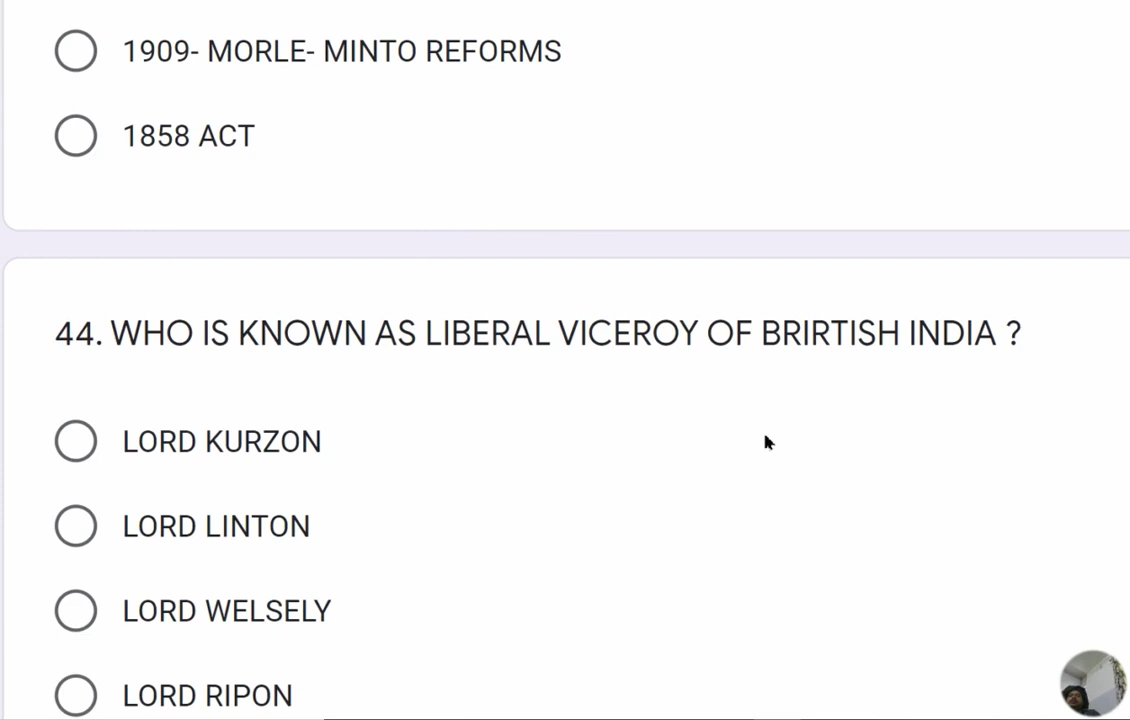 1909- MORLE- MINTO REFORMS
1858 ACT
44. WHO IS KNOWN AS LIBERAL VICEROY OF BRIRTISH INDIA ?
LORD KURZON
LORD LINTON
LORD WELSELY
LORD RIPON